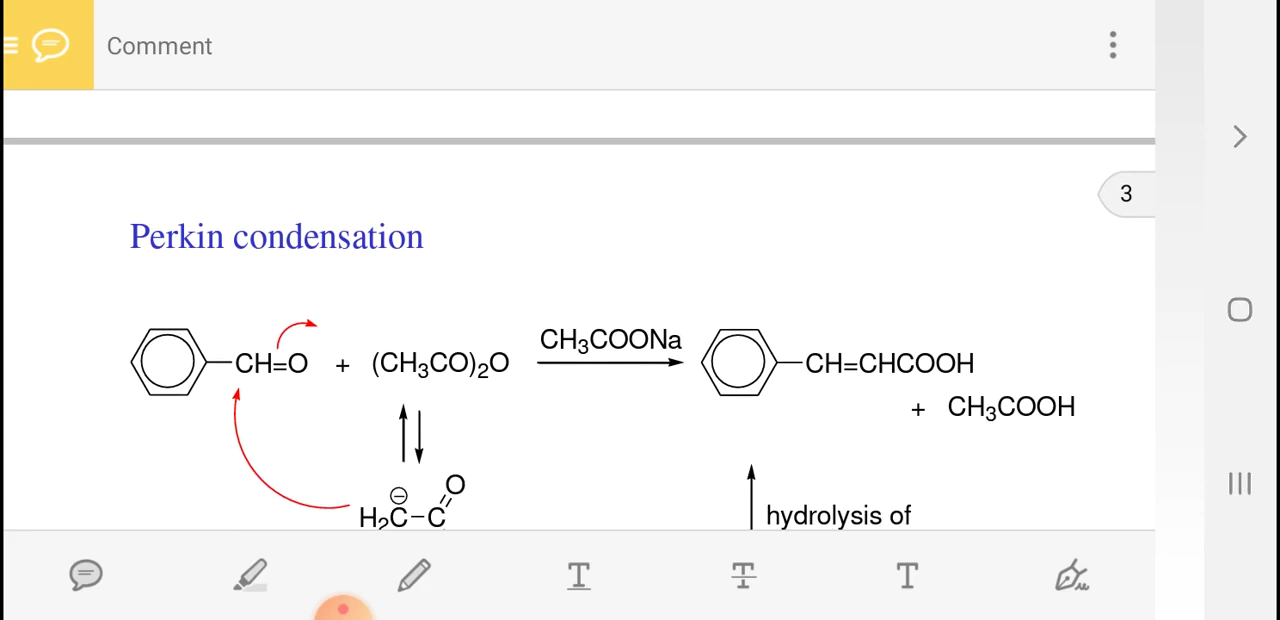 Comment
3
Perkin condensation
CH=O + (CH₃CO)₂O CH₃COONa CH=CHCOOH
+ CH₃COOH
O
⊖
H₂C-C
hydrolysis of